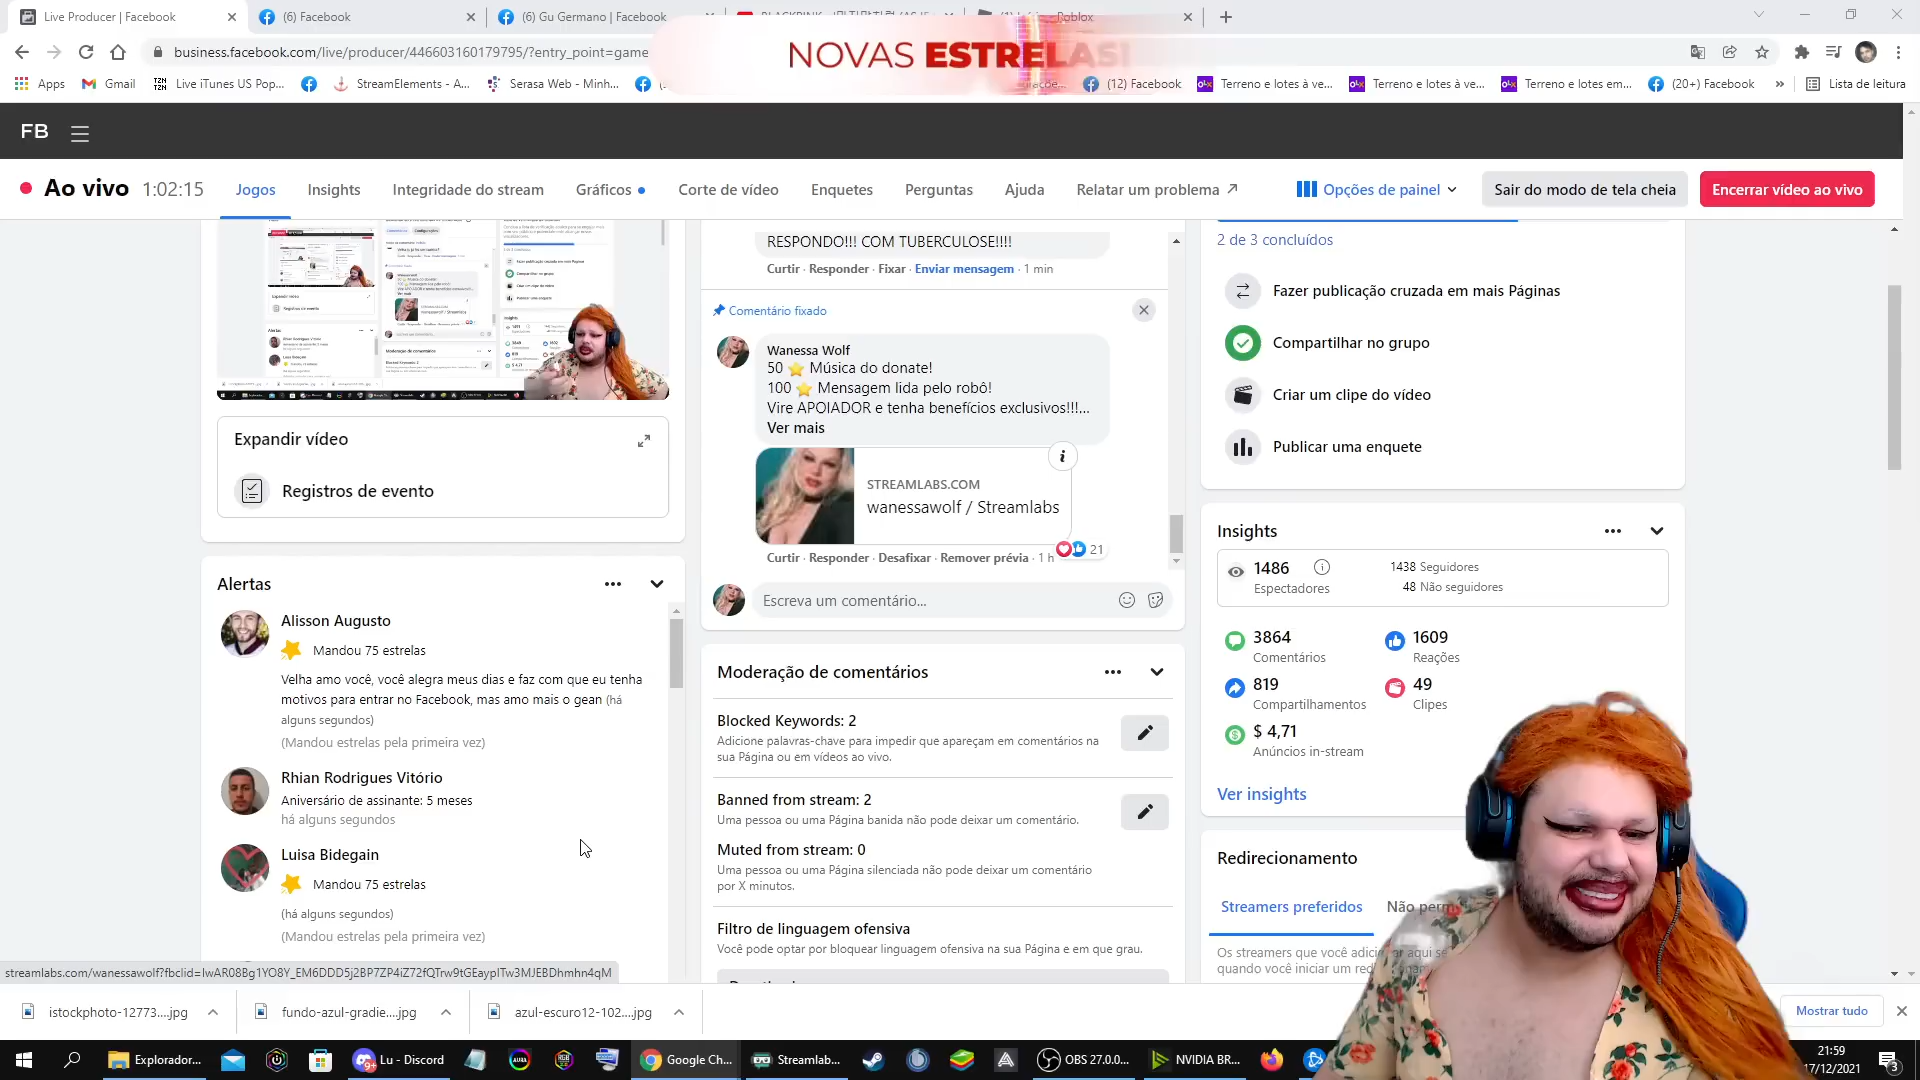 Live Producer | Facebook
(6) Facebook
(6) Gu Germano | Facebook
Roblox
business.facebook.com/live/producer/446603160179795/?entry_point=game
NOVAS ESTRELAS!
Apps
Gmail
Live iTunes US Pop...
StreamElements - A...
Serasa Web - Minh...
(12) Facebook
Terreno e lotes à ve...
Terreno e lotes à ve...
Terreno e lotes em...
(20+) Facebook
»
Lista de leitura
FB
Ao vivo 1:02:15
Jogos
Insights
Integridade do stream
Gráficos
Corte de vídeo
Enquetes
Perguntas
Ajuda
Relatar um problema
Opções de painel
Sair do modo de tela cheia
Encerrar vídeo ao vivo
Expandir vídeo
Registros de evento
Alertas
Alisson Augusto
Mandou 75 estrelas
Velha amo você, você alegra meus dias e faz com que eu tenha
motivos para entrar no Facebook, mas amo mais o gean (há
alguns segundos)
(Mandou estrelas pela primeira vez)
Rhian Rodrigues Vitório
Aniversário de assinante: 5 meses
há alguns segundos
Luisa Bidegain
Mandou 75 estrelas
(há alguns segundos)
(Mandou estrelas pela primeira vez)
streamlabs.com/wanessawolf?fbclid=IwAR08Bg1YO8Y_EM6DDD5j2BP7ZP4iZ72fQTrw9tGEaypITw3MJEBDhmhn4qM
RESPONDO!!! COM TUBERCULOSE!!!!
Curtir · Responder · Fixar · Enviar mensagem · 1 min
Comentário fixado
Wanessa Wolf
50 ⭐ Música do donate!
100 ⭐ Mensagem lida pelo robô!
Vire APOIADOR e tenha benefícios exclusivos!!!...
Ver mais
STREAMLABS.COM
wanessawolf / Streamlabs
Curtir · Responder · Desafixar · Remover prévia · 1 h
21
Escreva um comentário...
Moderação de comentários
Blocked Keywords: 2
Adicione palavras-chave para impedir que apareçam em comentários na
sua Página ou em vídeos ao vivo.
Banned from stream: 2
Uma pessoa ou uma Página banida não pode deixar um comentário.
Muted from stream: 0
Uma pessoa ou uma Página silenciada não pode deixar um comentário
por X minutos.
Filtro de linguagem ofensiva
Você pode optar por bloquear linguagem ofensiva na sua Página e em que grau.
2 de 3 concluídos
Fazer publicação cruzada em mais Páginas
Compartilhar no grupo
Criar um clipe do vídeo
Publicar uma enquete
Insights
1486
Espectadores
1438 Seguidores
48 Não seguidores
3864
Comentários
1609
Reações
819
Compartilhamentos
49
Clipes
$ 4,71
Anúncios in-stream
Ver insights
Redirecionamento
Streamers preferidos
Não
Os streamers que você
quando você iniciar um
istockphoto-12773....jpg
fundo-azul-gradie....jpg
azul-escuro12-102....jpg
Mostrar tudo
Explorador...
Lu - Discord
Google Ch...
Streamlab...
OBS 27.0.0...
NVIDIA BR...
21:59
17/12/2021
3